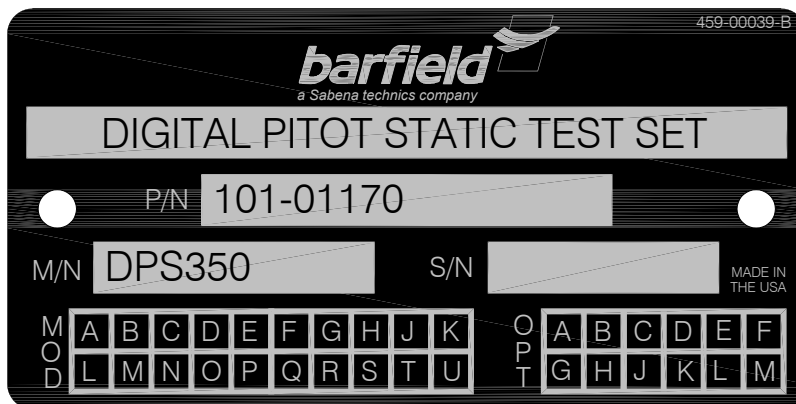 459-00039-B
barfield
a Sabena technics company
DIGITAL PITOT STATIC TEST SET
P/N 101-01170
M/N DPS350 S/N MADE IN
THE USA
MOD A B C D E F G H J K
L M N O P Q R S T U
OPT A B C D E F
G H J K L M